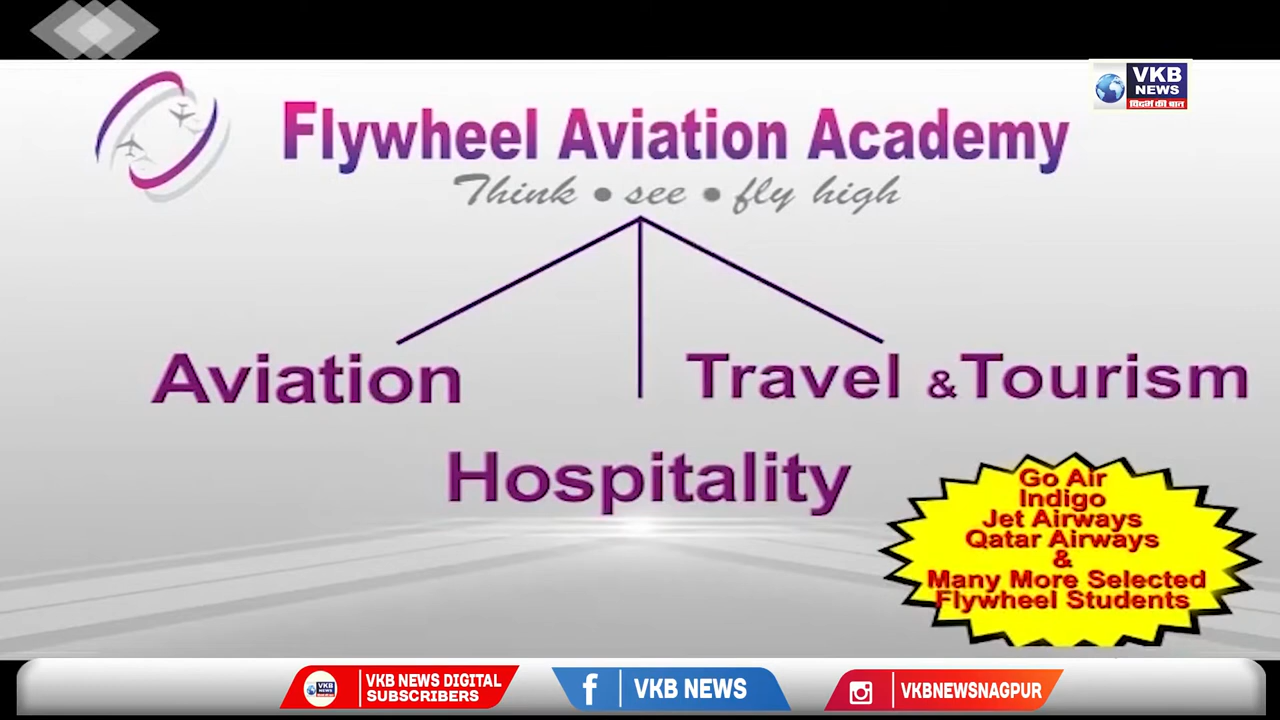 VKB
NEWS
विदर्भ की बात
Flywheel Aviation Academy
Think • see • fly high
Aviation
Travel & Tourism
Hospitality
Go Air
Indigo
Jet Airways
Qatar Airways
&
Many More Selected
Flywheel Students
VKB NEWS DIGITAL
SUBSCRIBERS
VKB NEWS
VKBNEWSNAGPUR